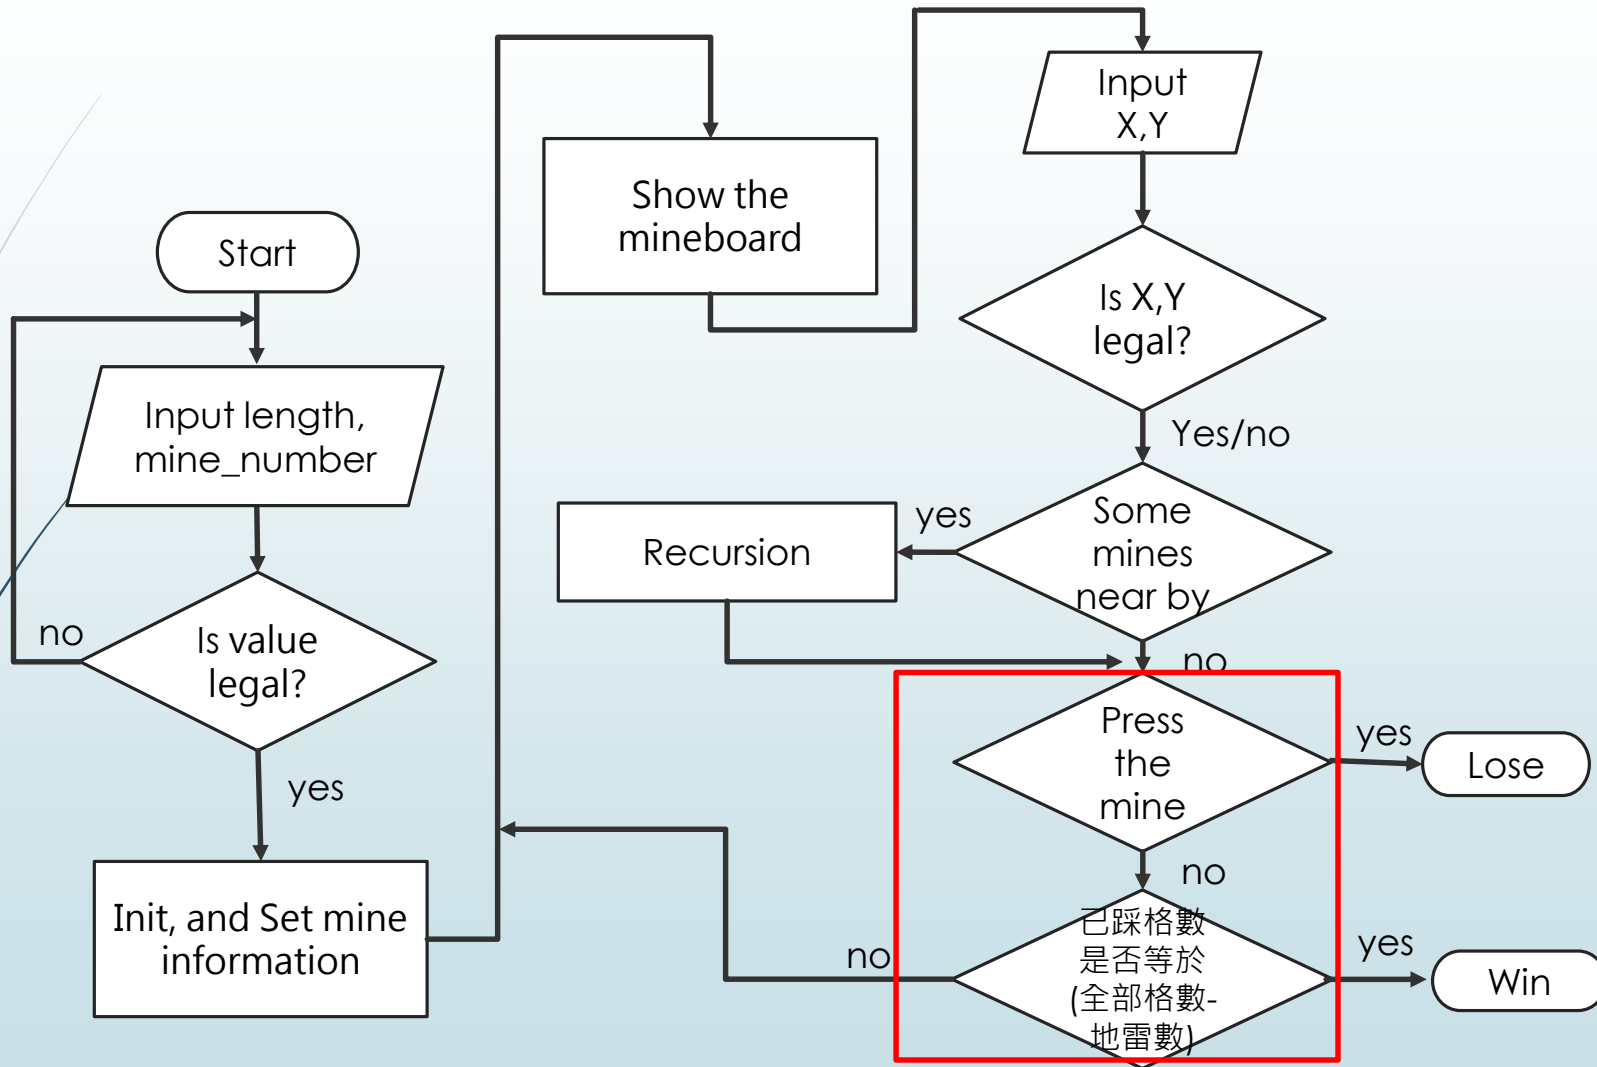 Start
Input length,
mine_number
Is value
legal?
no
yes
Init, and Set mine
information
Show the
mineboard
Input
X,Y
Is X,Y
legal?
Yes/no
Some
mines
near by
yes
Recursion
no
Press
the
mine
yes
Lose
no
已踩格數
是否等於
(全部格數-
地雷數)
no
yes
Win